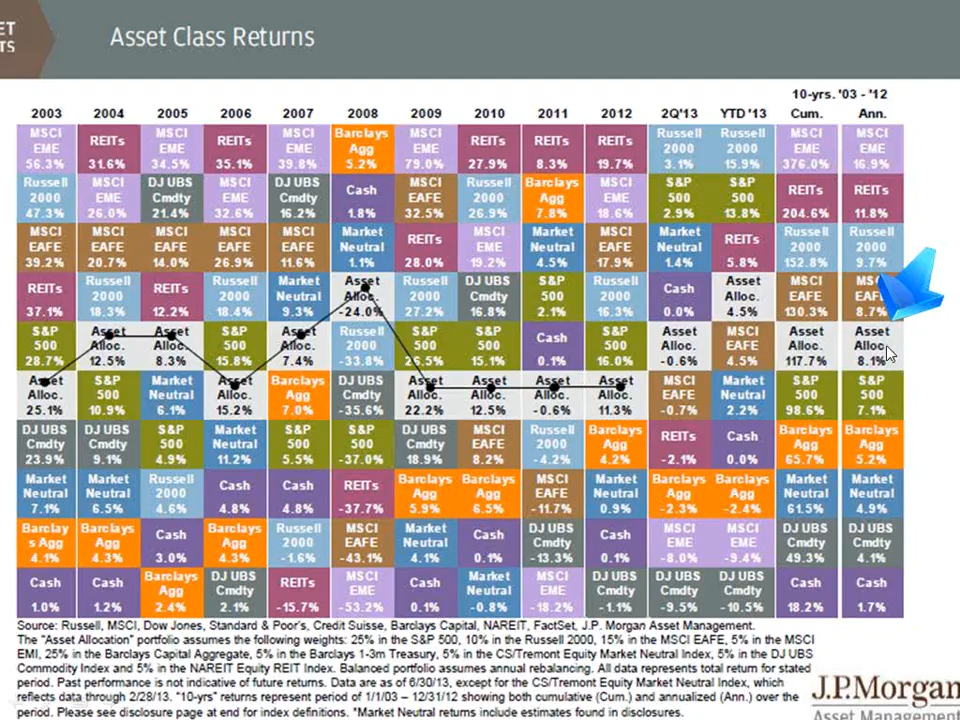 ET
TS
Asset Class Returns
10-yrs. '03 - '12
2003 2004 2005 2006 2007 2008 2009 2010 2011 2012 2Q'13 YTD '13 Cum. Ann.
MSCI EME 56.3% REITs 31.6% MSCI EME 34.5% REITs 35.1% MSCI EME 39.8% Barclays Agg 5.2% MSCI EME 79.0% REITs 27.9% REITs 8.3% REITs 19.7% Russell 2000 3.1% Russell 2000 15.9% MSCI EME 376.0% MSCI EME 16.9%
Russell 2000 47.3% MSCI EME 26.0% DJ UBS Cmdty 21.4% MSCI EME 32.6% DJ UBS Cmdty 16.2% Cash 1.8% MSCI EAFE 32.5% Russell 2000 26.9% Barclays Agg 7.8% MSCI EME 18.6% S&P 500 2.9% S&P 500 13.8% REITs 204.6% REITs 11.8%
MSCI EAFE 39.2% MSCI EAFE 20.7% MSCI EAFE 14.0% MSCI EAFE 26.9% MSCI EAFE 11.6% Market Neutral 1.1% REITs 28.0% MSCI EME 19.2% Market Neutral 4.5% MSCI EAFE 17.9% Market Neutral 1.4% REITs 5.8% Russell 2000 152.8% Russell 2000 9.7%
REITs 37.1% Russell 2000 18.3% REITs 12.2% Russell 2000 18.4% Market Neutral 9.3% Asset Alloc. -24.0% Russell 2000 27.2% DJ UBS Cmdty 16.8% S&P 500 2.1% Russell 2000 16.3% Cash 0.0% Asset Alloc. 4.5% MSCI EAFE 130.3% 8.7%
S&P 500 28.7% Asset Alloc. 12.5% Asset Alloc. 8.3% S&P 500 15.8% Asset Alloc. 7.4% Russell 2000 -33.8% S&P 500 26.5% S&P 500 15.1% Cash 0.1% S&P 500 16.0% Asset Alloc. -0.6% MSCI EAFE 4.5% Asset Alloc. 117.7% Asset Alloc. 8.1%
Asset Alloc. 25.1% S&P 500 10.9% Market Neutral 6.1% Asset Alloc. 15.2% Barclays Agg 7.0% DJ UBS Cmdty -35.6% Asset Alloc. 22.2% Asset Alloc. 12.5% Asset Alloc. -0.6% Asset Alloc. 11.3% MSCI EAFE -0.7% Market Neutral 2.2% S&P 500 98.6% S&P 500 7.1%
DJ UBS Cmdty 23.9% DJ UBS Cmdty 9.1% S&P 500 4.9% Market Neutral 11.2% S&P 500 5.5% S&P 500 -37.0% DJ UBS Cmdty 18.9% MSCI EAFE 8.2% Russell 2000 -4.2% Barclays Agg 4.2% REITs -2.1% Cash 0.0% Barclays Agg 65.7% Barclays Agg 5.2%
Market Neutral 7.1% Market Neutral 6.5% Russell 2000 4.6% Cash 4.8% Cash 4.8% REITs -37.7% Barclays Agg 5.9% Barclays Agg 6.5% MSCI EAFE -11.7% Market Neutral 0.9% Barclays Agg -2.3% Barclays Agg -2.4% Market Neutral 61.5% Market Neutral 4.9%
Barclay s Agg 4.1% Barclays Agg 4.3% Cash 3.0% Barclays Agg 4.3% Russell 2000 -1.6% MSCI EAFE -43.1% Market Neutral 4.1% Cash 0.1% DJ UBS Cmdty -13.3% Cash 0.1% MSCI EME -8.0% MSCI EME -9.4% DJ UBS Cmdty 49.3% DJ UBS Cmdty 4.1%
Cash 1.0% Cash 1.2% Barclays Agg 2.4% DJ UBS Cmdty 2.1% REITs -15.7% MSCI EME -53.2% Cash 0.1% Market Neutral -0.8% MSCI EME -18.2% DJ UBS Cmdty -1.1% DJ UBS Cmdty -9.5% DJ UBS Cmdty -10.5% Cash 18.2% Cash 1.7%
Source: Russell, MSCI, Dow Jones, Standard & Poor's, Credit Suisse, Barclays Capital, NAREIT, FactSet, J.P. Morgan Asset Management.
The "Asset Allocation" portfolio assumes the following weights: 25% in the S&P 500, 10% in the Russell 2000, 15% in the MSCI EAFE, 5% in the MSCI
EMI, 25% in the Barclays Capital Aggregate, 5% in the Barclays 1-3m Treasury, 5% in the CS/Tremont Equity Market Neutral Index, 5% in the DJ UBS
Commodity Index and 5% in the NAREIT Equity REIT Index. Balanced portfolio assumes annual rebalancing. All data represents total return for stated
period. Past performance is not indicative of future returns. Data are as of 6/30/13, except for the CS/Tremont Equity Market Neutral Index, which
reflects data through 2/28/13. "10-yrs" returns represent period of 1/1/03 – 12/31/12 showing both cumulative (Cum.) and annualized (Ann.) over the
period. Please see disclosure page at end for index definitions. *Market Neutral returns include estimates found in disclosures.
J.P.Morgan
Asset Management